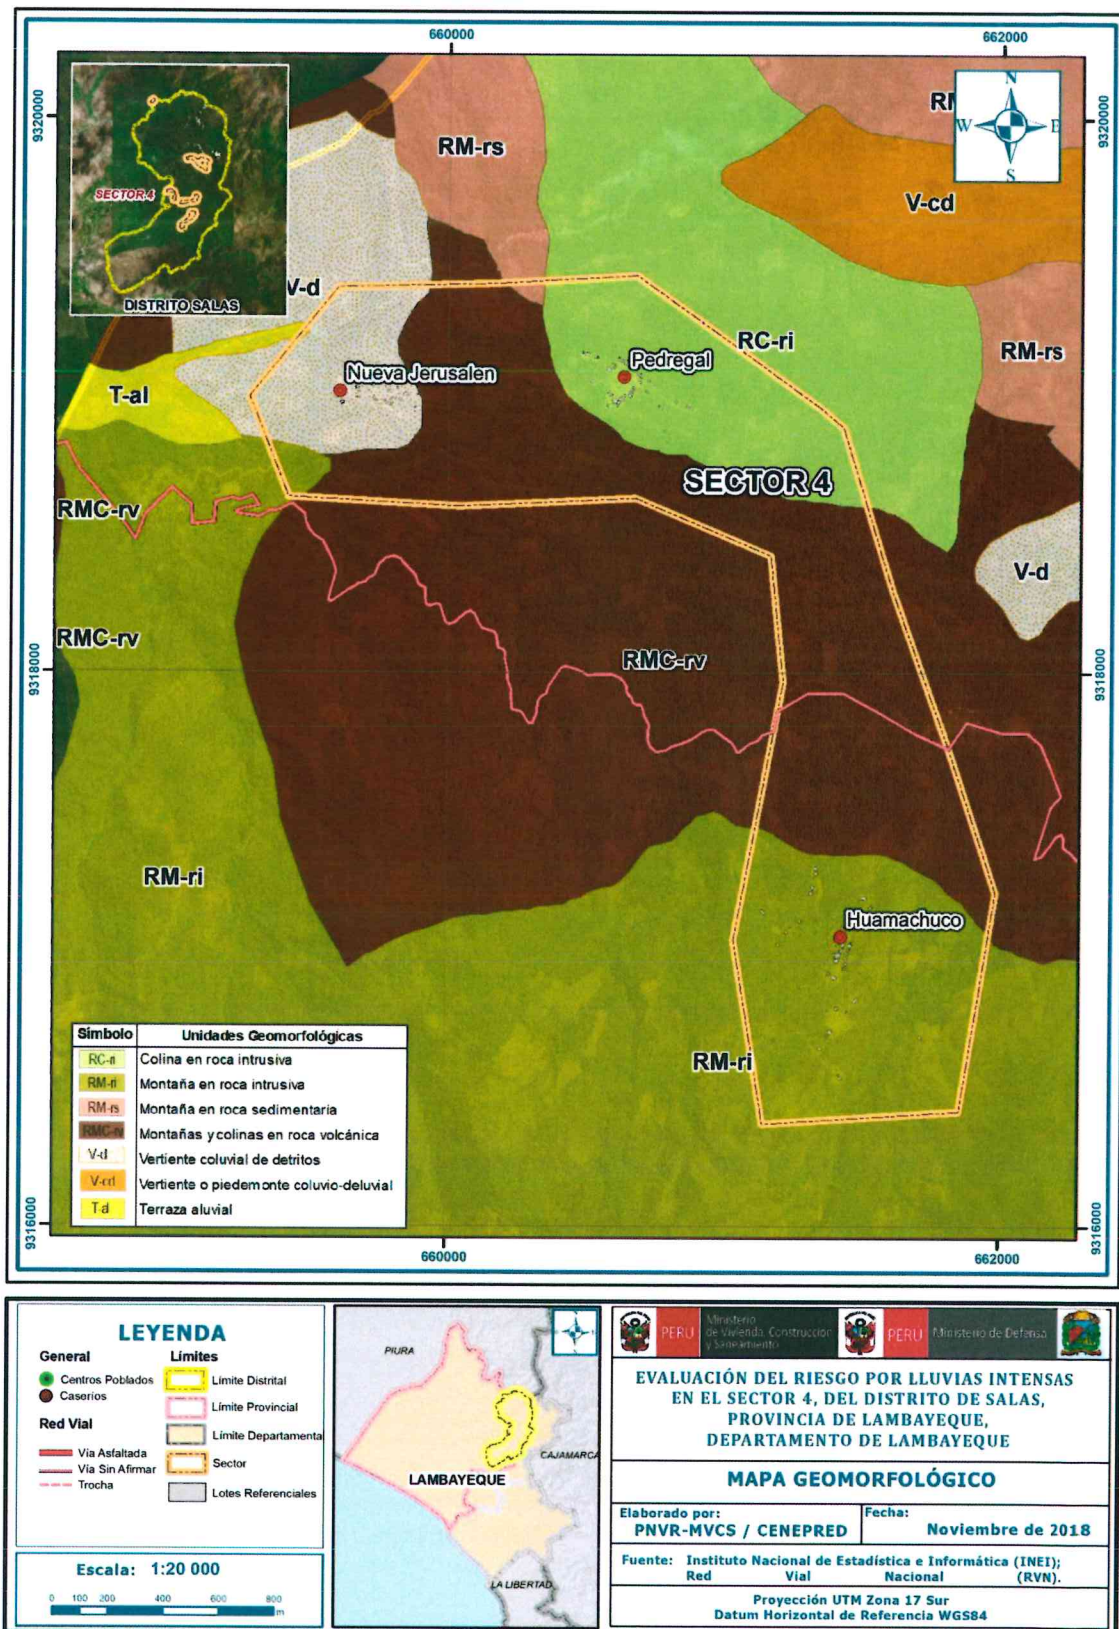 660000
662000
9320000
9320000
N
W
E
S
SECTOR 4
DISTRITO SALAS
RM-rs
V-cd
V-d
RC-ri
RM-rs
Nueva Jerusalen
Pedregal
T-al
SECTOR 4
RMC-rv
V-d
RMC-rv
RMC-rv
9318000
9318000
RM-ri
Huamachuco
RM-ri
Símbolo Unidades Geomorfológicas
RC-ri Colina en roca intrusiva
RM-ri Montaña en roca intrusiva
RM-rs Montaña en roca sedimentaria
RMC-rv Montañas y colinas en roca volcánica
V-d Vertiente coluvial de detritos
V-cd Vertiente o piedemonte coluvio-deluvial
T-al Terraza aluvial
9316000
9316000
660000
662000
LEYENDA
General
Centros Poblados
Caseríos
Red Vial
Vía Asfaltada
Vía Sin Afirmar
Trocha
Límites
Límite Distrital
Límite Provincial
Límite Departamental
Sector
Lotes Referenciales
Escala: 1:20 000
0 100 200 400 600 800
m
PIURA
CAJAMARCA
LAMBAYEQUE
LA LIBERTAD
PERÚ
Ministerio
de Vivienda, Construcción
y Saneamiento
PERÚ
Ministerio de Defensa
EVALUACIÓN DEL RIESGO POR LLUVIAS INTENSAS
EN EL SECTOR 4, DEL DISTRITO DE SALAS,
PROVINCIA DE LAMBAYEQUE,
DEPARTAMENTO DE LAMBAYEQUE
MAPA GEOMORFOLÓGICO
Elaborado por:
PNVR-MVCS / CENEPRED
Fecha:
Noviembre de 2018
Fuente: Instituto Nacional de Estadística e Informática (INEI);
Red Vial Nacional (RVN).
Proyección UTM Zona 17 Sur
Datum Horizontal de Referencia WGS84